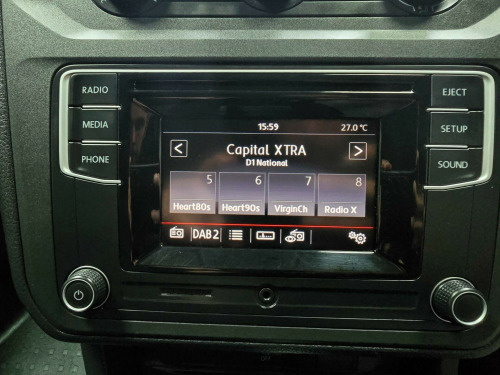 RADIO
MEDIA
PHONE
EJECT
SETUP
SOUND
15:59 27.0 °C
< Capital XTRA >
D1 National
5 6 7 8
Heart80s Heart90s VirginCh Radio X
DAB2